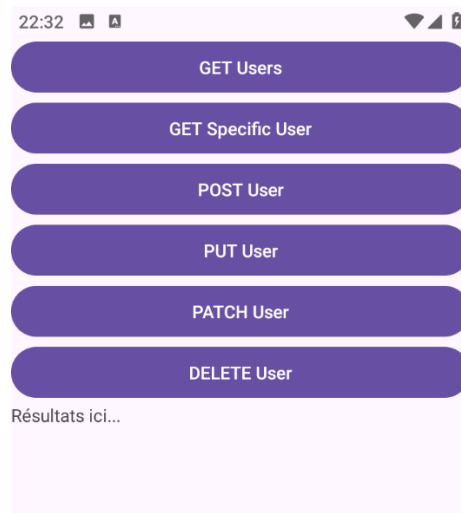 22:32
GET Users
GET Specific User
POST User
PUT User
PATCH User
DELETE User
Résultats ici...